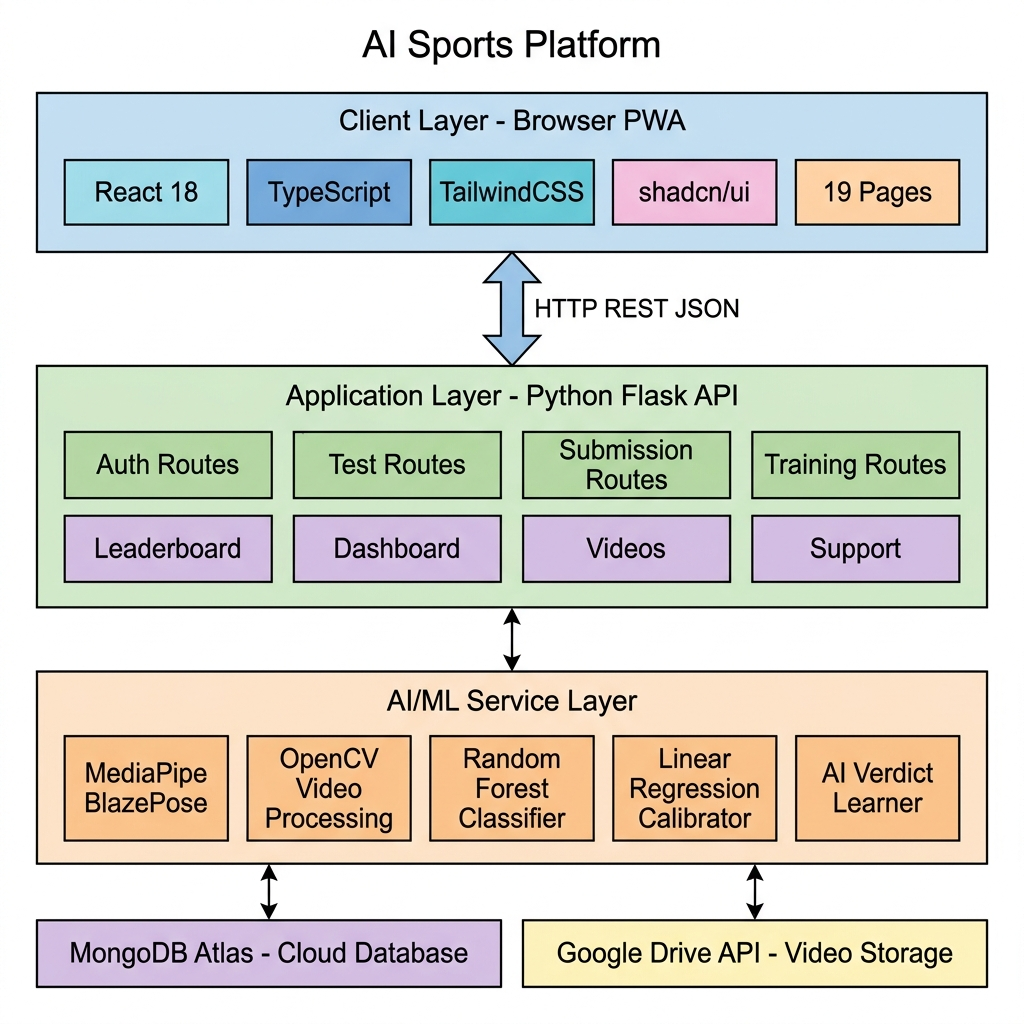 AI Sports Platform
Client Layer - Browser PWA
React 18
TypeScript
TailwindCSS
shadcn/ui
19 Pages
HTTP REST JSON
Application Layer - Python Flask API
Auth Routes
Test Routes
Submission
Routes
Training Routes
Leaderboard
Dashboard
Videos
Support
AI/ML Service Layer
MediaPipe
BlazePose
OpenCV
Video
Processing
Random
Forest
Classifier
Linear
Regression
Calibrator
AI Verdict
Learner
MongoDB Atlas - Cloud Database
Google Drive API - Video Storage